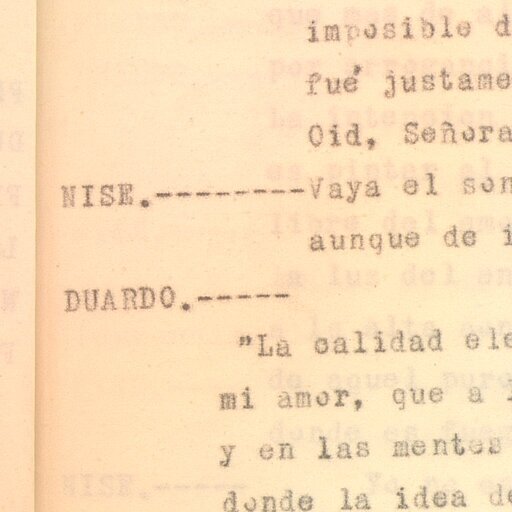 imposible d
fué justame
Oid, Señora
NISE.--------Vaya el son
aunque de i
DUARDO.-----
"La calidad ele
mi amor, que a l
y en las mentes
donde la idea de